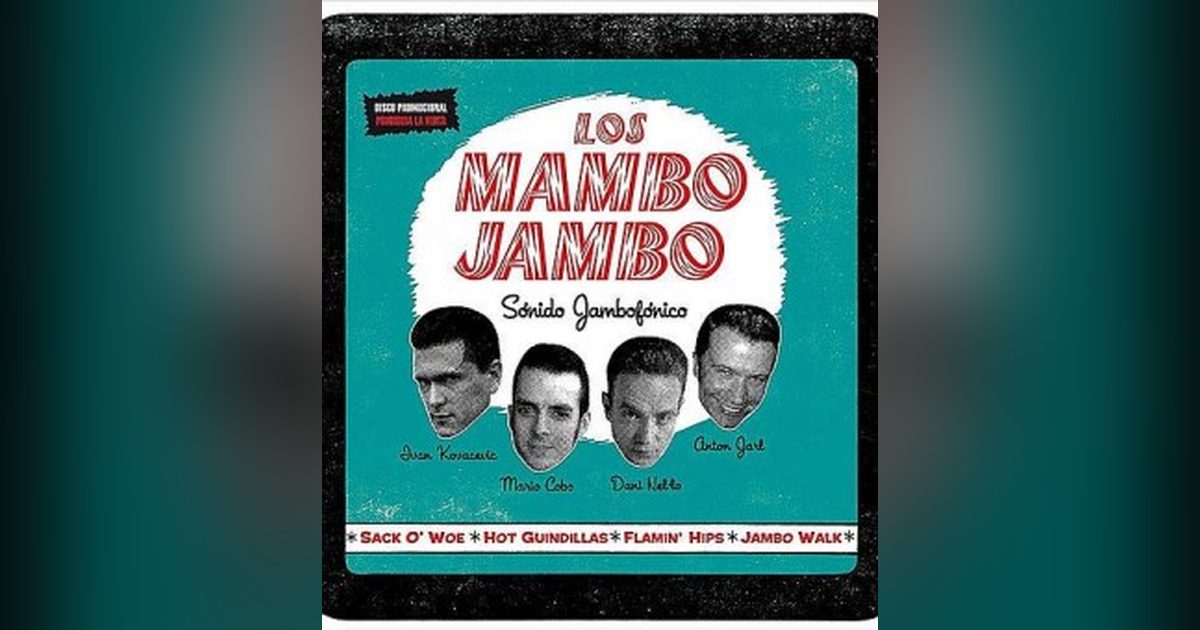 DISCO PROMOCIONAL
PROHIBIDA LA VENTA
LOS
MAMBO
JAMBO
Sónido Jambofónico
Ivan Kovacevic
Mario Cobo
Dani Nel·lo
Anton Jarl
*SACK O' WOE *HOT GUINDILLAS*FLAMIN' HIPS*JAMBO WALK*